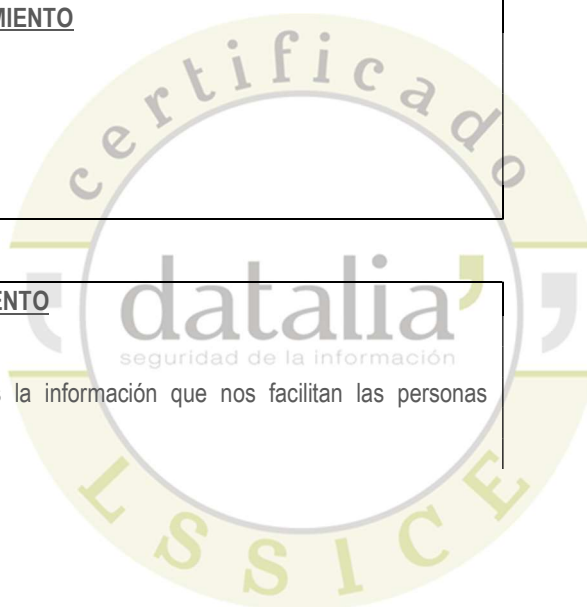 MIENTO
certificado
ENTO
datalia
seguridad de la información
s la información que nos facilitan las personas
LSSICE